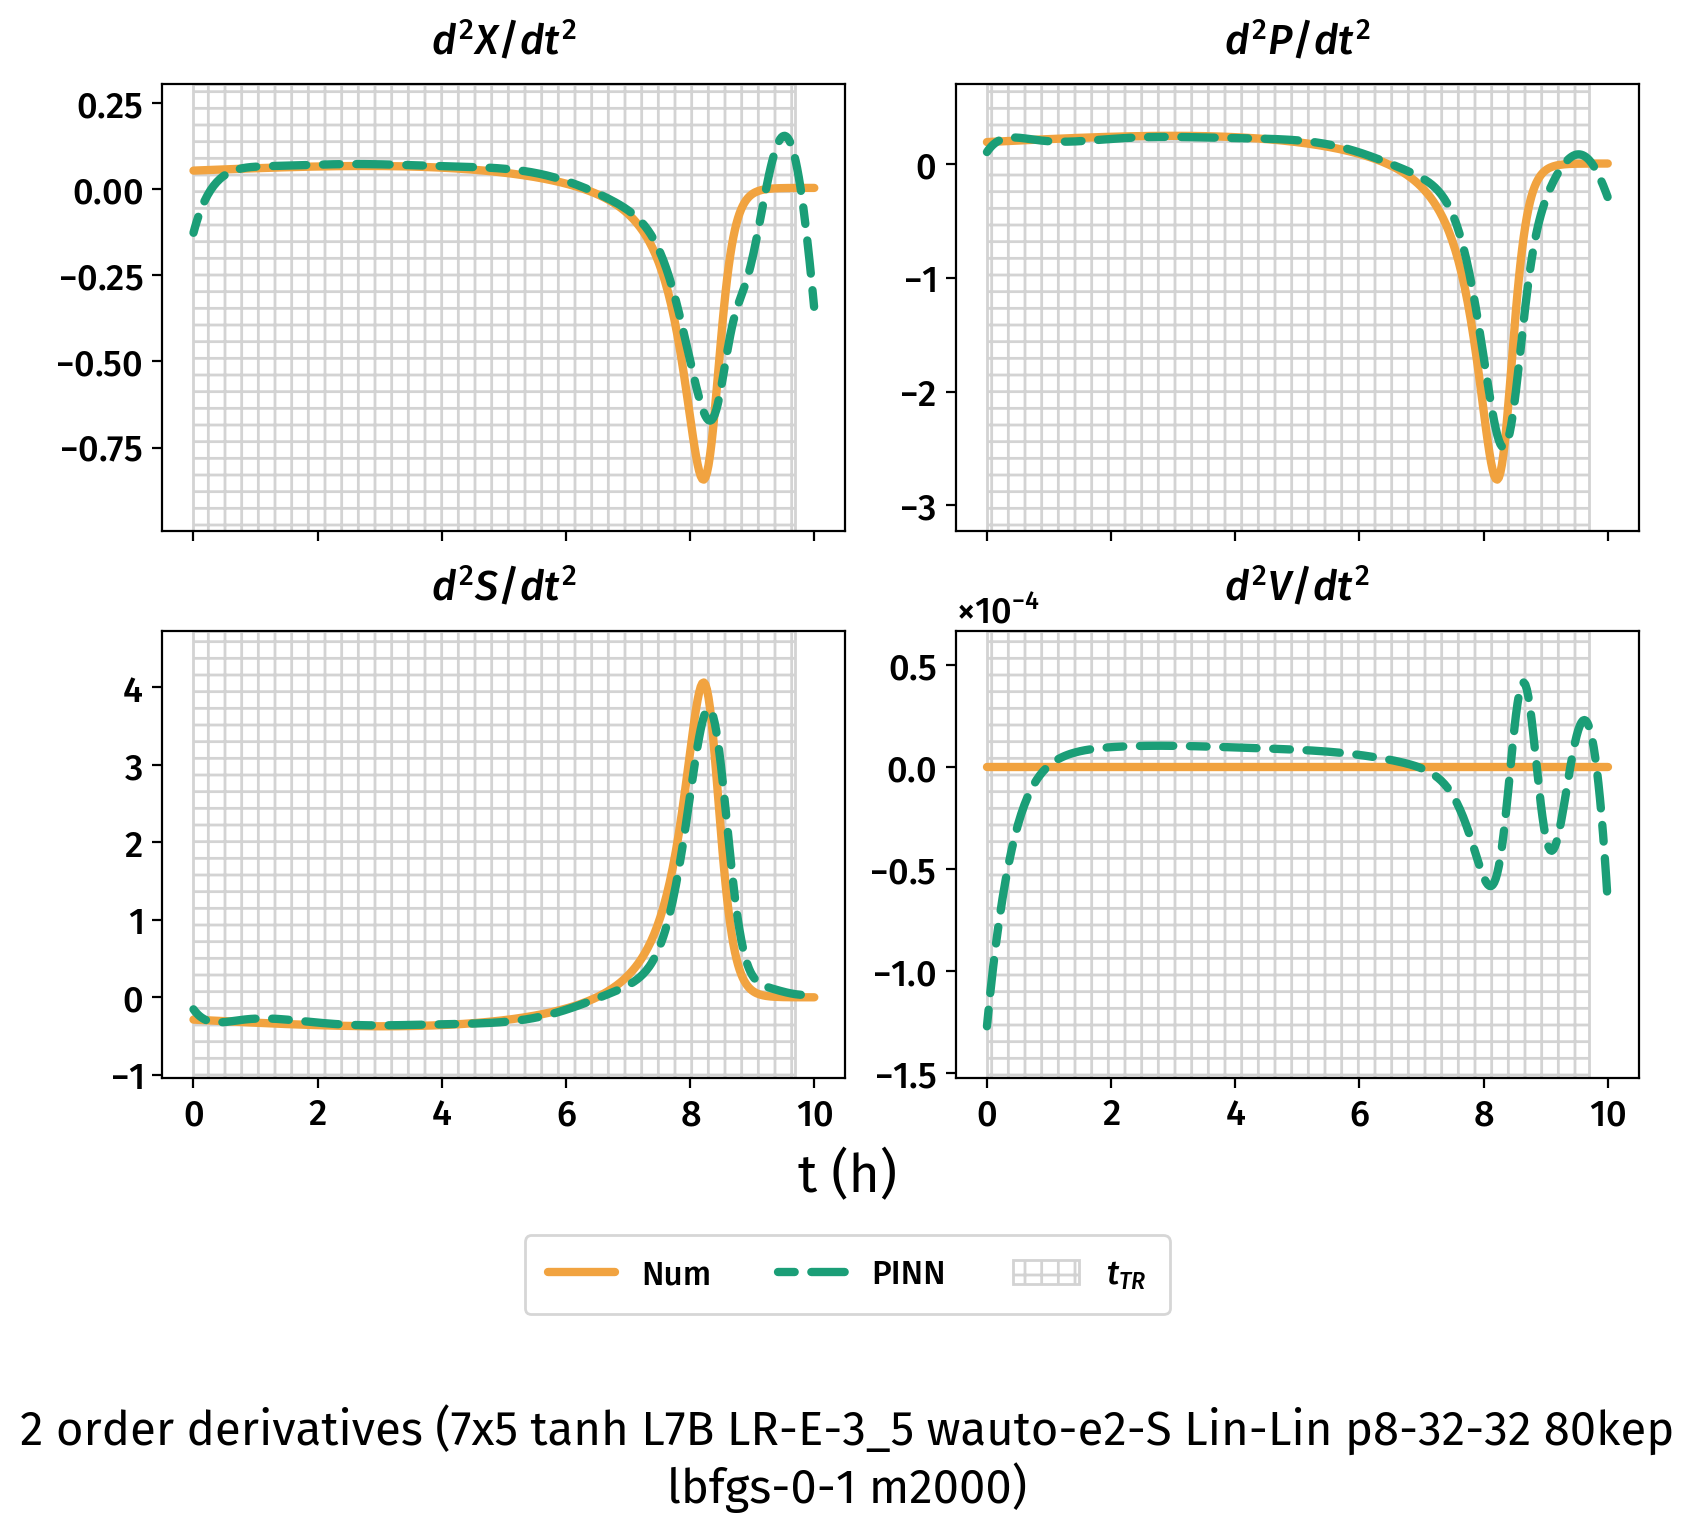 d²X/dt²
d²P/dt²
0.25
0.00
−0.25
−0.50
−0.75
0
−1
−2
−3
d²S/dt²
d²V/dt²
×10⁻⁴
4
3
2
1
0
−1
0.5
0.0
−0.5
−1.0
−1.5
0 2 4 6 8 10
0 2 4 6 8 10
t (h)
Num PINN t_TR
2 order derivatives (7x5 tanh L7B LR-E-3_5 wauto-e2-S Lin-Lin p8-32-32 80kep
lbfgs-0-1 m2000)